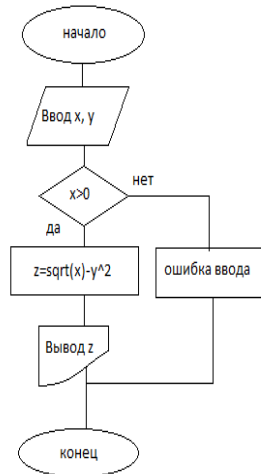 начало
Ввод x, y
x>0
нет
да
z=sqrt(x)-y^2
ошибка ввода
Вывод z
конец